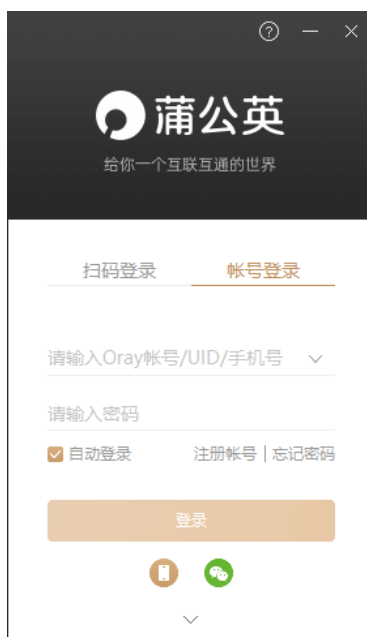 蒲公英
给你一个互联互通的世界
扫码登录 帐号登录
请输入Oray帐号/UID/手机号
请输入密码
自动登录 注册帐号 | 忘记密码
登录